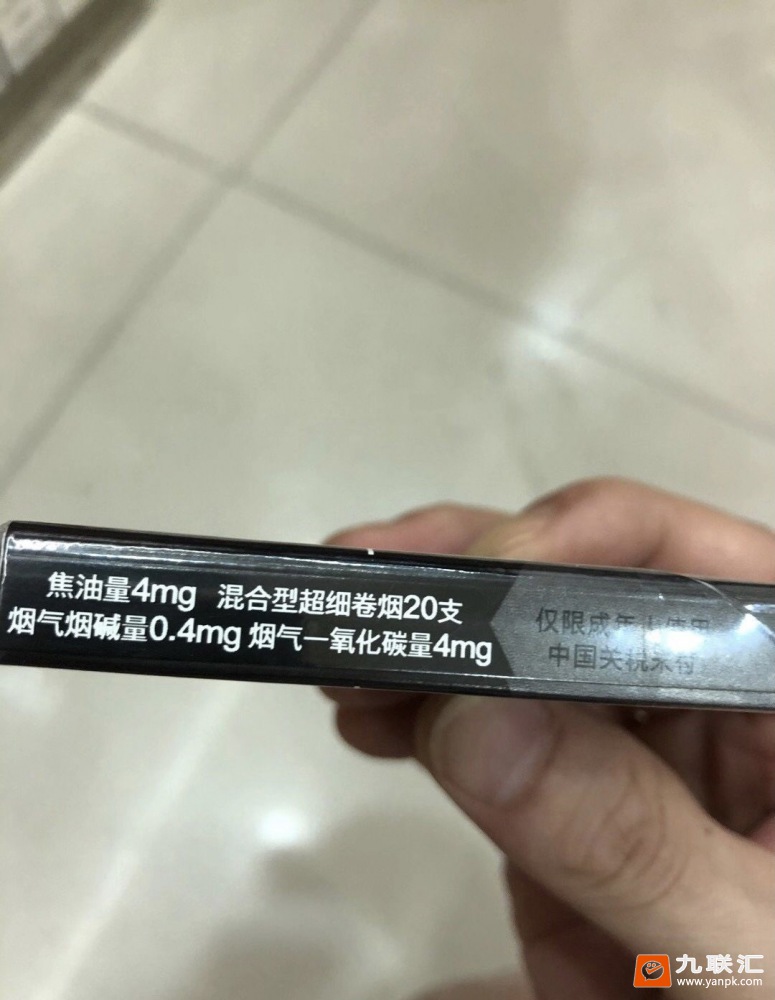 焦油量4mg 混合型超细卷烟20支
烟气烟碱量0.4mg 烟气一氧化碳量4mg
仅限成年人使用
中国关税未付
九联汇
www.yanpk.com